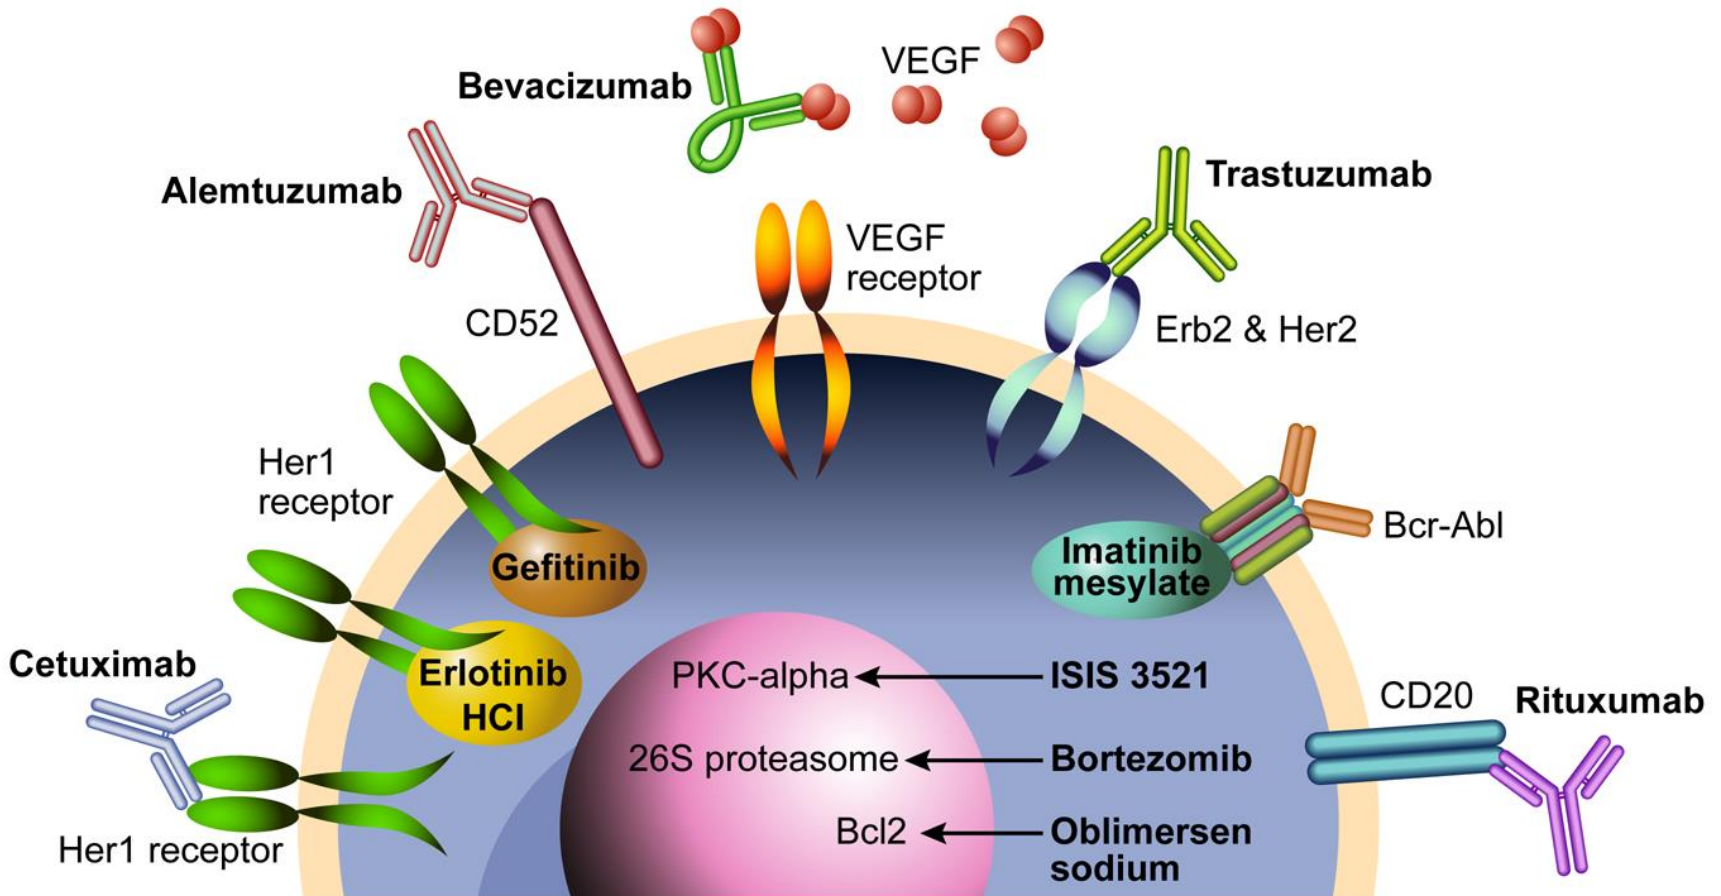 VEGF
Bevacizumab
Trastuzumab
Alemtuzumab
VEGF
receptor
CD52
Erb2 & Her2
Her1
receptor
Bcr-Abl
Gefitinib
Imatinib
mesylate
Cetuximab
Erlotinib
HCl
PKC-alpha
ISIS 3521
CD20
Rituxumab
26S proteasome
Bortezomib
Bcl2
Oblimersen
sodium
Her1 receptor